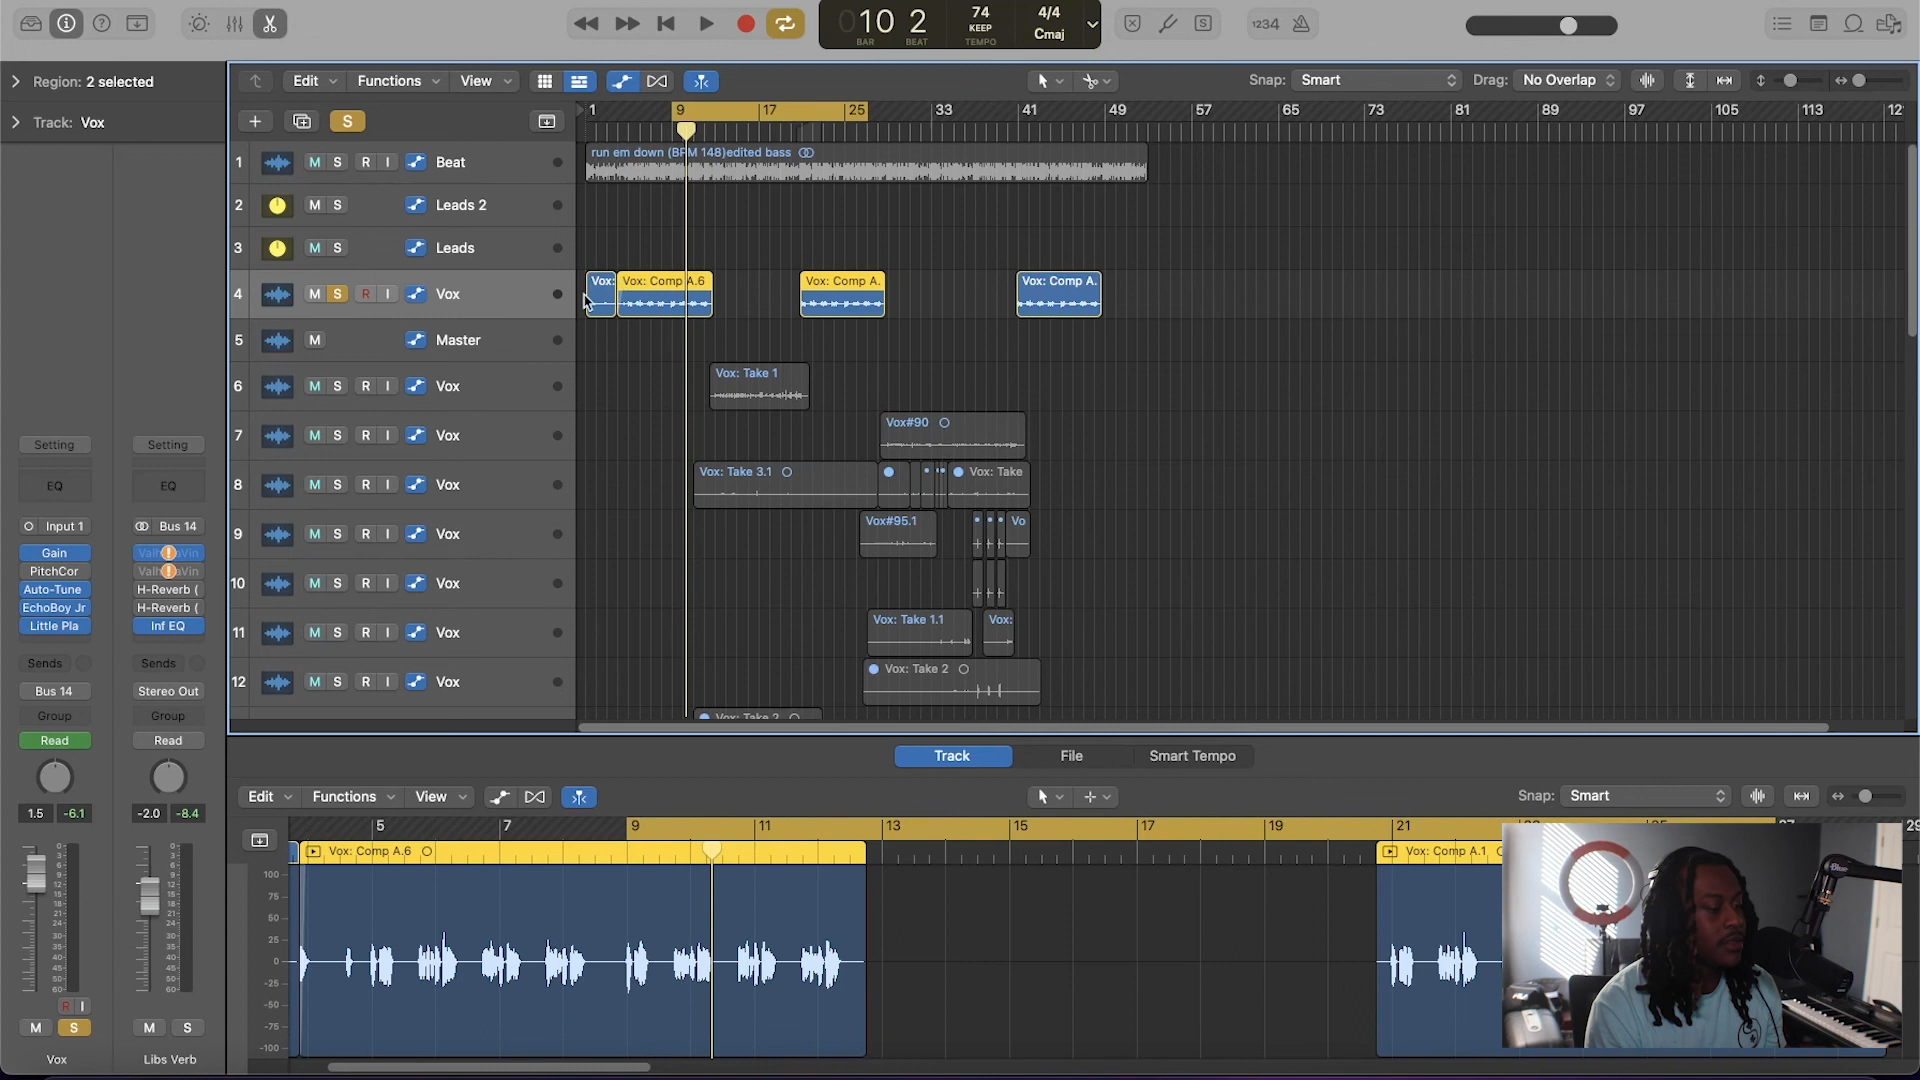 10 2
BAR BEAT
74
KEEP
TEMPO
4/4
Cmaj
1234
Region: 2 selected
Track: Vox
Edit Functions View
Snap: Smart
Drag: No Overlap
S
1 9 17 25 33 41 49 57 65 73 81 89 97 105 113 12
1 M S R I Beat
run em down (BPM 148)edited bass
2 M S Leads 2
3 M S Leads
4 M S R I Vox
Vox: Vox: Comp A.6 Vox: Comp A. Vox: Comp A.
5 M Master
6 M S R I Vox
Vox: Take 1
7 M S R I Vox
Vox#90
8 M S R I Vox
Vox: Take 3.1 Vox: Take
9 M S R I Vox
Vox#95.1 Vo
10 M S R I Vox
11 M S R I Vox
Vox: Take 1.1 Vox:
12 M S R I Vox
Vox: Take 2
Vox: Take 2
Setting Setting
EQ EQ
Input 1 Bus 14
Gain
PitchCor
Auto-Tune H-Reverb (
EchoBoy Jr H-Reverb (
Little Pla Inf EQ
Sends Sends
Bus 14 Stereo Out
Group Group
Read Read
1.5 -6.1 -2.0 -8.4
R I
M S M S
Vox Libs Verb
Track File Smart Tempo
Edit Functions View
Snap: Smart
5 7 9 11 13 15 17 19 21
Vox: Comp A.6 Vox: Comp A.1
100
75
50
25
0
-25
-50
-75
-100